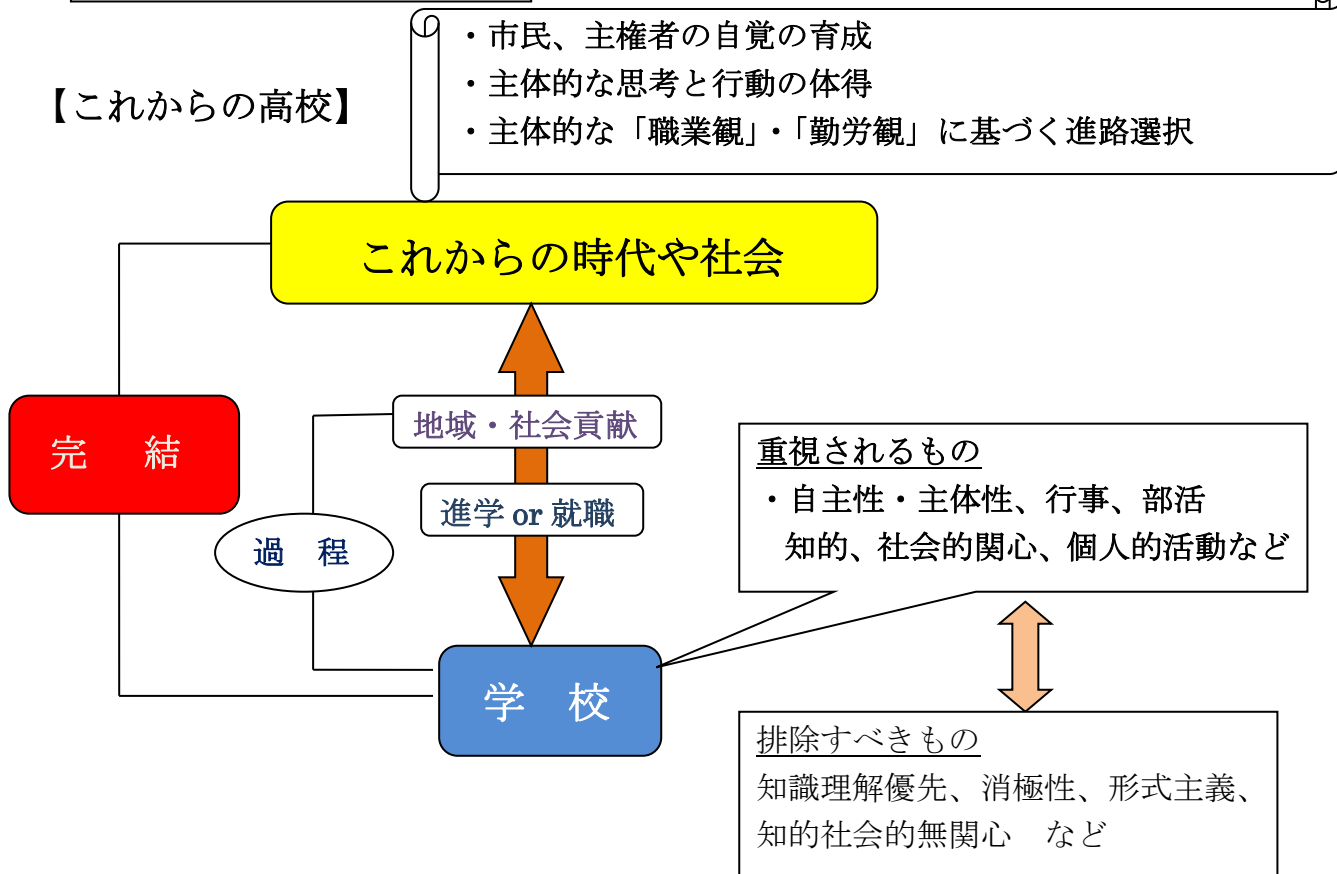 ・市民、主権者の自覚の育成
・主体的な思考と行動の体得
【これからの高校】
・主体的な「職業観」・「勤労観」に基づく進路選択
これからの時代や社会
完　結
地域・社会貢献
進学 or 就職
過　程
重視されるもの
・自主性・主体性、行事、部活
知的、社会的関心、個人的活動など
学　校
排除すべきもの
知識理解優先、消極性、形式主義、
知的社会的無関心　など